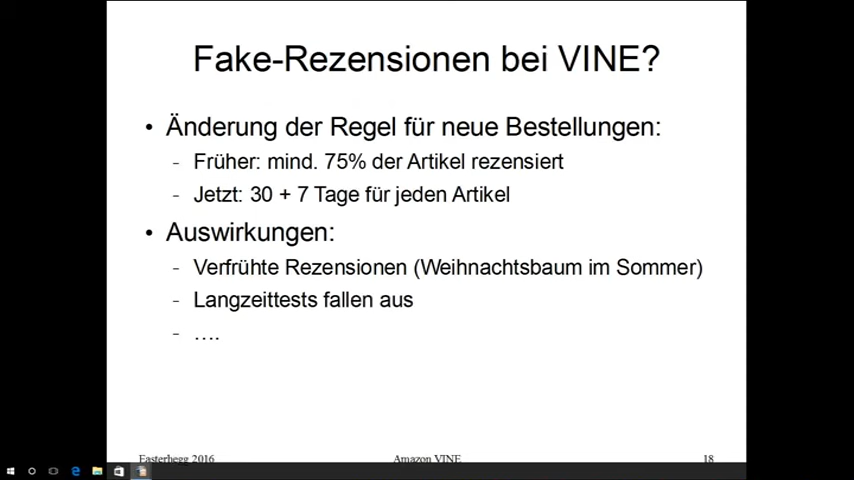 Fake-Rezensionen bei VINE?
• Änderung der Regel für neue Bestellungen:
- Früher: mind. 75% der Artikel rezensiert
- Jetzt: 30 + 7 Tage für jeden Artikel
• Auswirkungen:
- Verfrühte Rezensionen (Weihnachtsbaum im Sommer)
- Langzeittests fallen aus
- ….
Easterhegg 2016 Amazon VINE 18